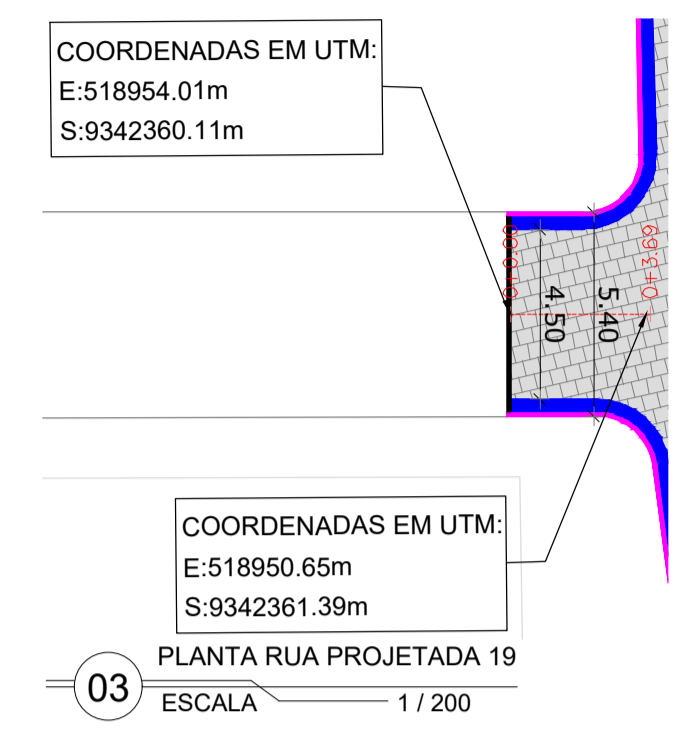 COORDENADAS EM UTM:
E:518954.01m
S:9342360.11m
0+0.00
4.50
5.40
0+3.69
COORDENADAS EM UTM:
E:518950.65m
S:9342361.39m
03
PLANTA RUA PROJETADA 19
ESCALA 1 / 200